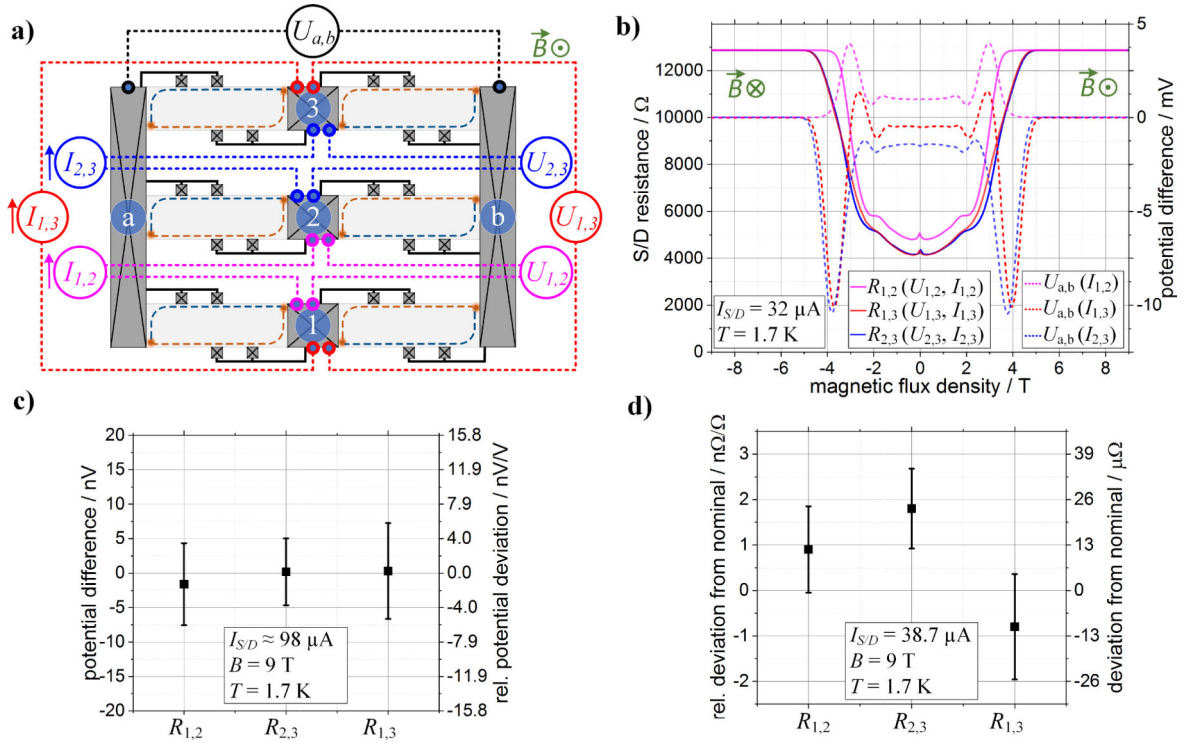 a)
U_{a,b}
\vec{B} ⊙
3
I_{2,3}
U_{2,3}
I_{1,3}
a
2
b
U_{1,3}
I_{1,2}
U_{1,2}
1
b)
S/D resistance / Ω
12000
10000
8000
6000
4000
2000
0
\vec{B} ⊗
\vec{B} ⊙
I_{S/D} = 32 µA
T = 1.7 K
R_{1,2} (U_{1,2}, I_{1,2})
R_{1,3} (U_{1,3}, I_{1,3})
R_{2,3} (U_{2,3}, I_{2,3})
U_{a,b} (I_{1,2})
U_{a,b} (I_{1,3})
U_{a,b} (I_{2,3})
-8 -6 -4 -2 0 2 4 6 8
magnetic flux density / T
5
0
-5
-10
potential difference / mV
c)
potential difference / nV
20
15
10
5
0
-5
-10
-15
-20
I_{S/D} ≈ 98 µA
B = 9 T
T = 1.7 K
R_{1,2} R_{2,3} R_{1,3}
15.8
11.9
7.9
4.0
0.0
-4.0
-7.9
-11.9
-15.8
rel. potential deviation / nV/V
d)
rel. deviation from nominal / nΩ/Ω
3
2
1
0
-1
-2
I_{S/D} = 38.7 µA
B = 9 T
T = 1.7 K
R_{1,2} R_{2,3} R_{1,3}
39
26
13
0
-13
-26
deviation from nominal / µΩ